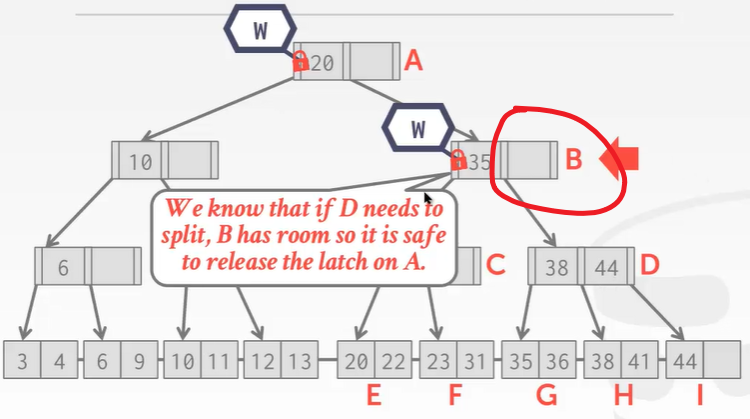 W
20 A
W
10 35 B
We know that if D needs to
split, B has room so it is safe
to release the latch on A.
6 C 38 44 D
3 4 6 9 10 11 12 13 20 22 23 31 35 36 38 41 44
E F G H I